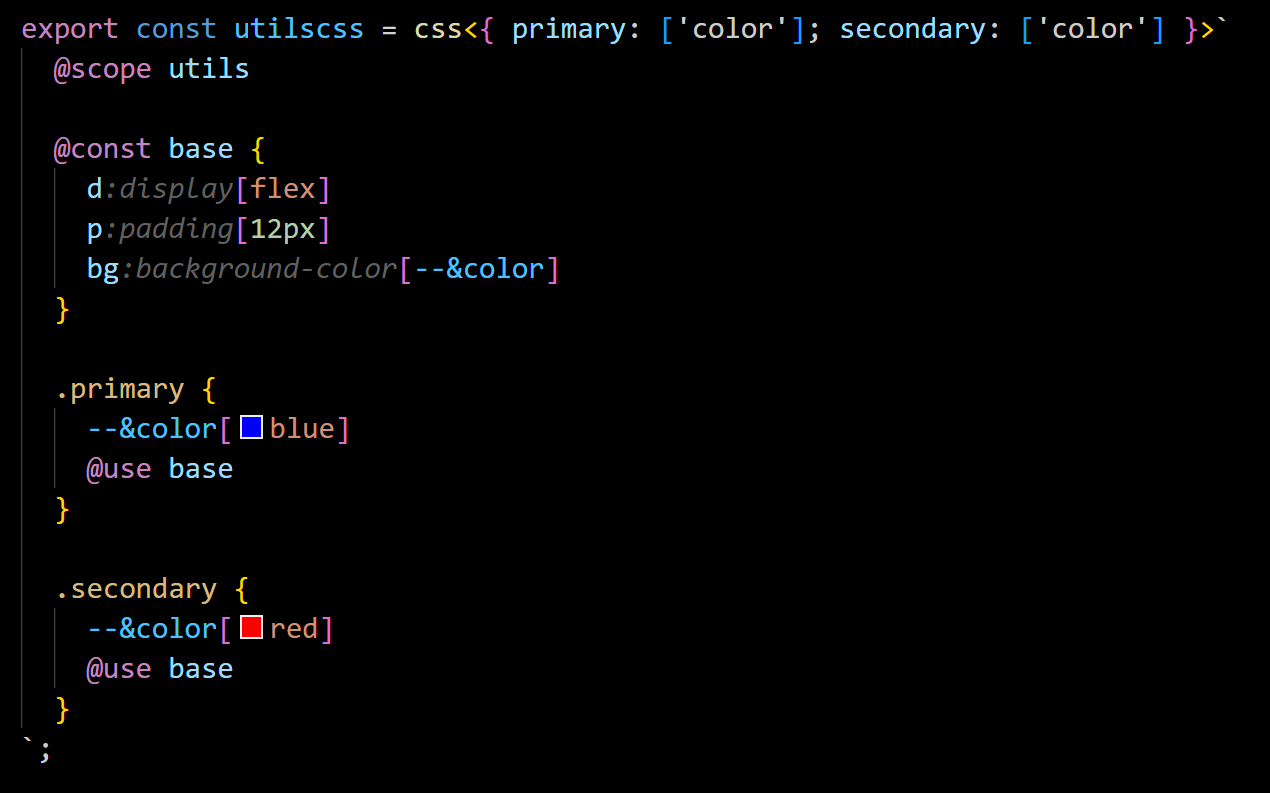 export const utilscss = css<{ primary: ['color']; secondary: ['color'] }>`
@scope utils
@const base {
d:display[flex]
p:padding[12px]
bg:background-color[--&color]
}
.primary {
--&color[blue]
@use base
}
.secondary {
--&color[red]
@use base
}
`;